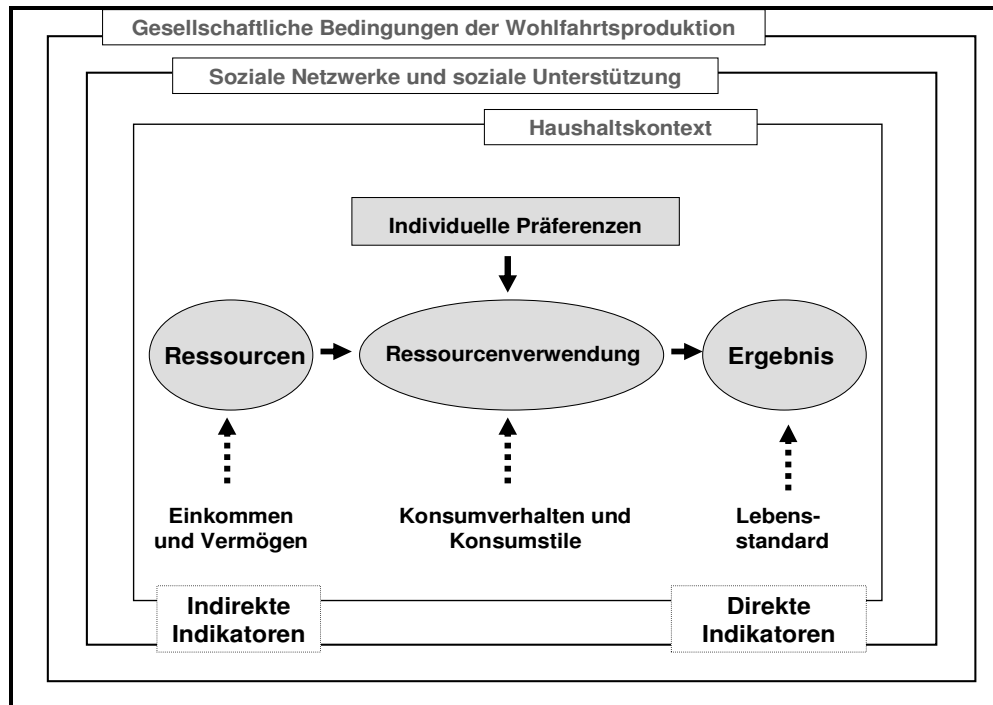 Gesellschaftliche Bedingungen der Wohlfahrtsproduktion
Soziale Netzwerke und soziale Unterstützung
Haushaltskontext
Individuelle Präferenzen
Ressourcen
Ressourcenverwendung
Ergebnis
Einkommen
und Vermögen
Konsumverhalten und
Konsumstile
Lebens-
standard
Indirekte
Indikatoren
Direkte
Indikatoren